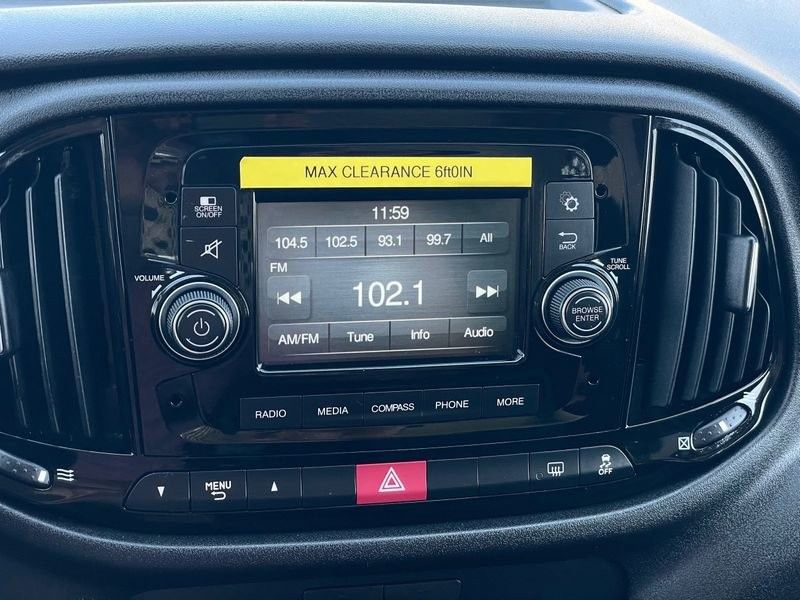 MAX CLEARANCE 6ft0IN
SCREEN
ON/OFF
11:59
104.5 102.5 93.1 99.7 All
BACK
FM
VOLUME
TUNE
SCROLL
102.1
BROWSE
ENTER
AM/FM Tune Info Audio
RADIO MEDIA COMPASS PHONE MORE
MENU
OFF